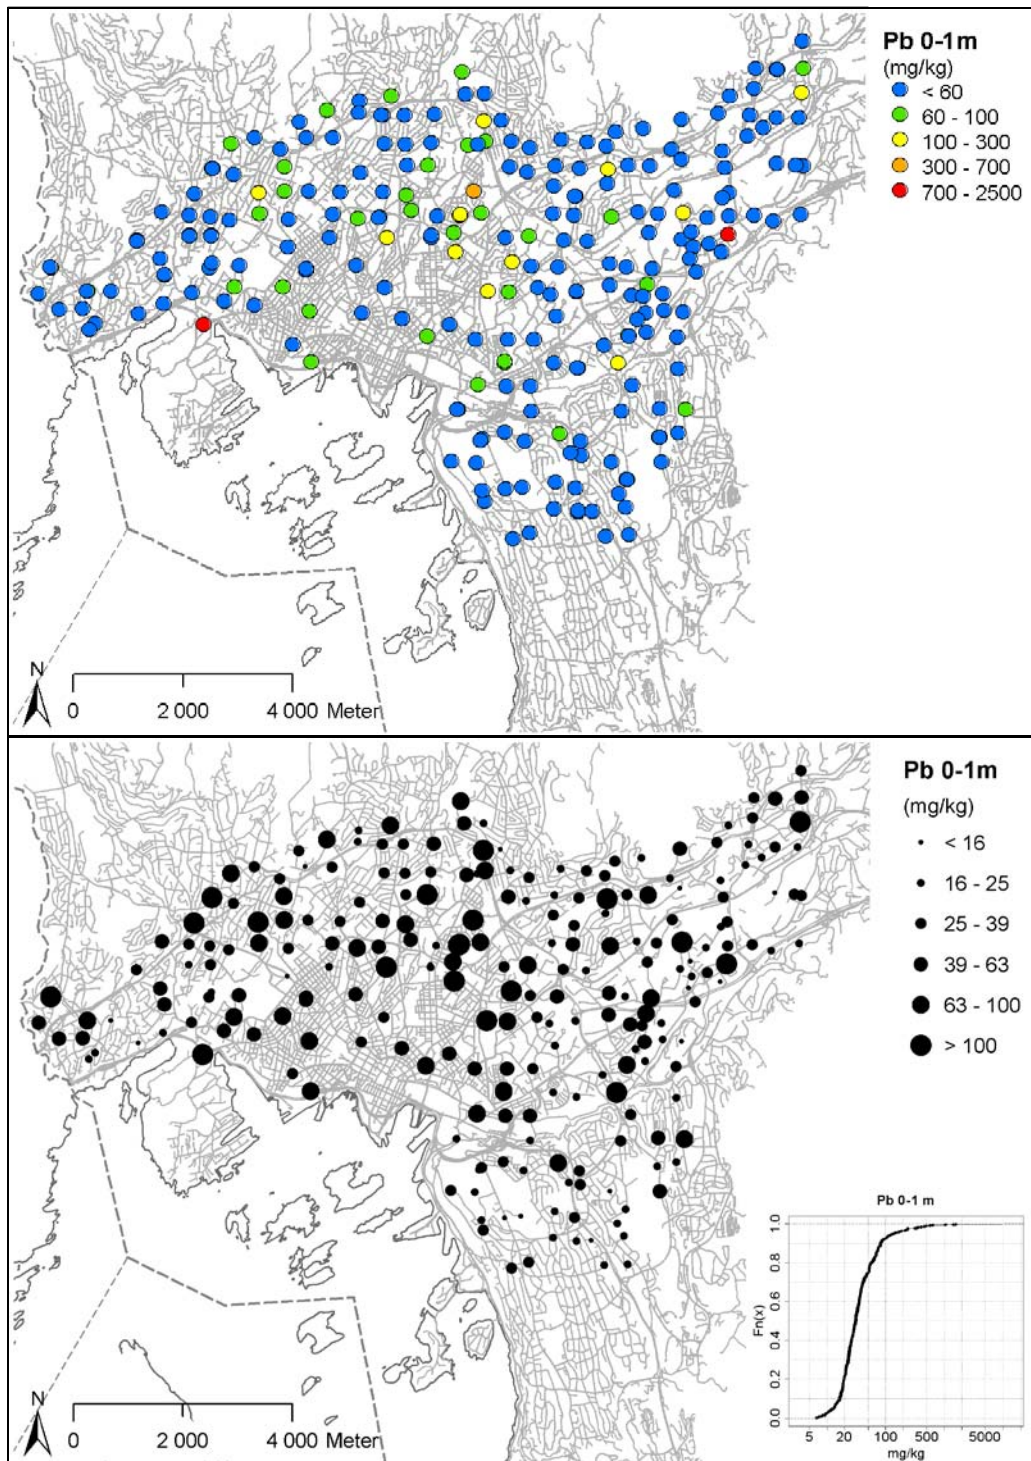 Pb 0-1m
(mg/kg)
< 60
60 - 100
100 - 300
300 - 700
700 - 2500
N
0 2 000 4 000 Meter
Pb 0-1m
(mg/kg)
< 16
16 - 25
25 - 39
39 - 63
63 - 100
> 100
N
0 2 000 4 000 Meter
Pb 0-1 m
Fn(x)
1.0
0.8
0.6
0.4
0.2
0.0
5 20 100 500 5000
mg/kg